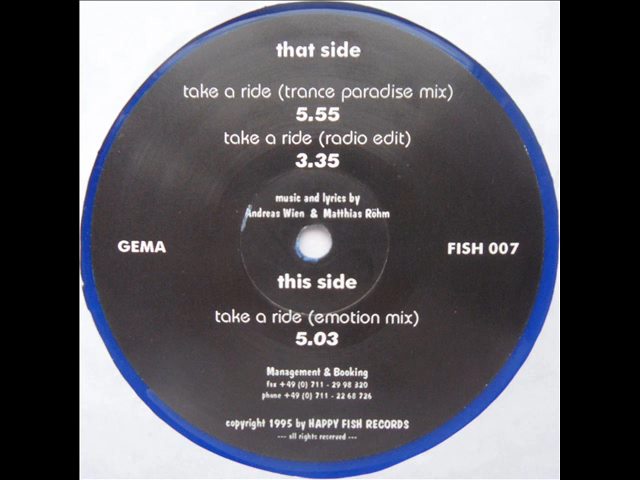 that side
take a ride (trance paradise mix)
5.55
take a ride (radio edit)
3.35
music and lyrics by
Andreas Wien & Matthias Röhm
GEMA
FISH 007
this side
take a ride (emotion mix)
5.03
Management & Booking
fax +49 (0) 711 - 29 98 320
phone +49 (0) 711 - 22 68 726
copyright 1995 by HAPPY FISH RECORDS
--- all rights reserved ---